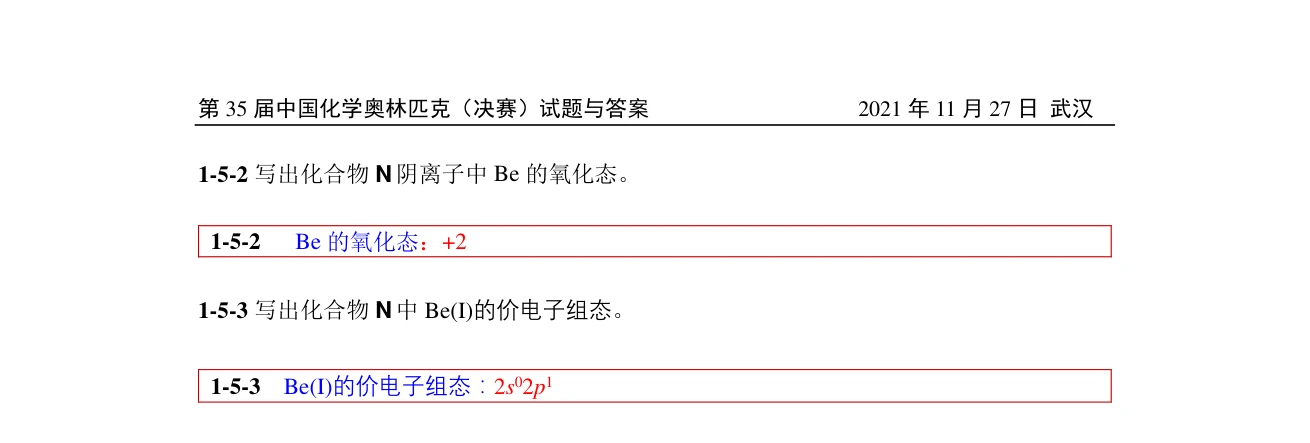 第 35 届中国化学奥林匹克（决赛）试题与答案 2021 年 11 月 27 日 武汉
1-5-2 写出化合物 N 阴离子中 Be 的氧化态。
1-5-2 Be 的氧化态：+2
1-5-3 写出化合物 N 中 Be(I)的价电子组态。
1-5-3 Be(I)的价电子组态：2s⁰2p¹